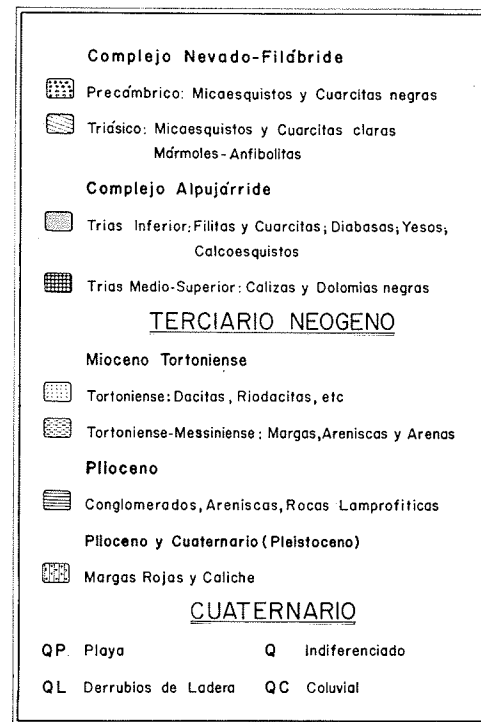 Complejo Nevado-Filábride
Precámbrico: Micaesquistos y Cuarcitas negras
Triásico: Micaesquistos y Cuarcitas claras
Mármoles-Anfibolitas
Complejo Alpujárride
Trias Inferior: Filitas y Cuarcitas; Diabasas; Yesos;
Calcoesquistos
Trias Medio-Superior: Calizas y Dolomias negras
TERCIARIO NEOGENO
Mioceno Tortoniense
Tortoniense: Dacitas, Riodacitas, etc
Tortoniense-Messiniense: Margas, Areniscas y Arenas
Plioceno
Conglomerados, Areniscas, Rocas Lamprofiticas
Plioceno y Cuaternario (Pleistoceno)
Margas Rojas y Caliche
CUATERNARIO
QP. Playa Q Indiferenciado
QL Derrubios de Ladera QC Coluvial